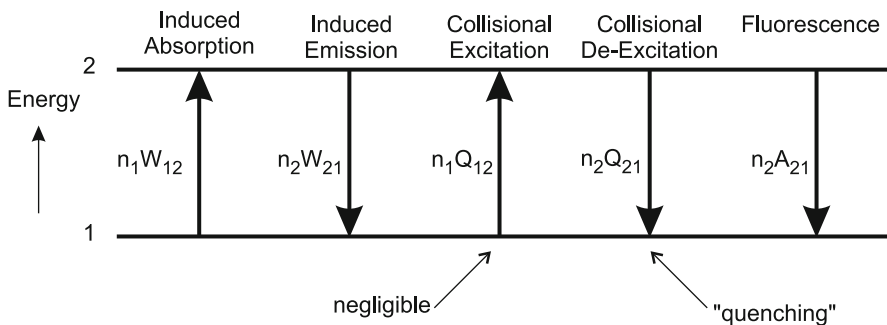 Induced Absorption
Induced Emission
Collisional Excitation
Collisional De-Excitation
Fluorescence
2
Energy
n₁W₁₂
n₂W₂₁
n₁Q₁₂
n₂Q₂₁
n₂A₂₁
1
negligible
"quenching"